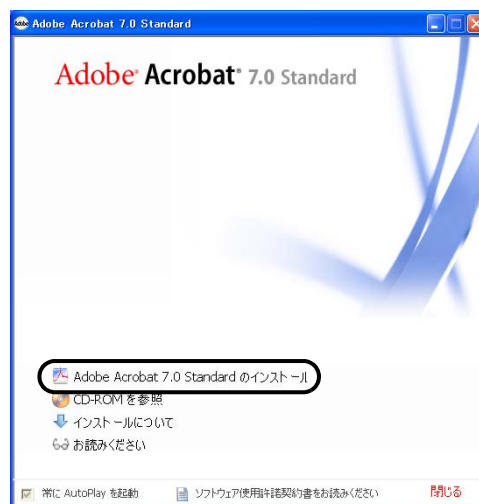 Adobe Acrobat 7.0 Standard
Adobe® Acrobat® 7.0 Standard
Adobe Acrobat 7.0 Standard のインストール
CD-ROM を参照
インストールについて
お読みください
常に AutoPlay を起動 ソフトウェア使用許諾契約書をお読みください 閉じる